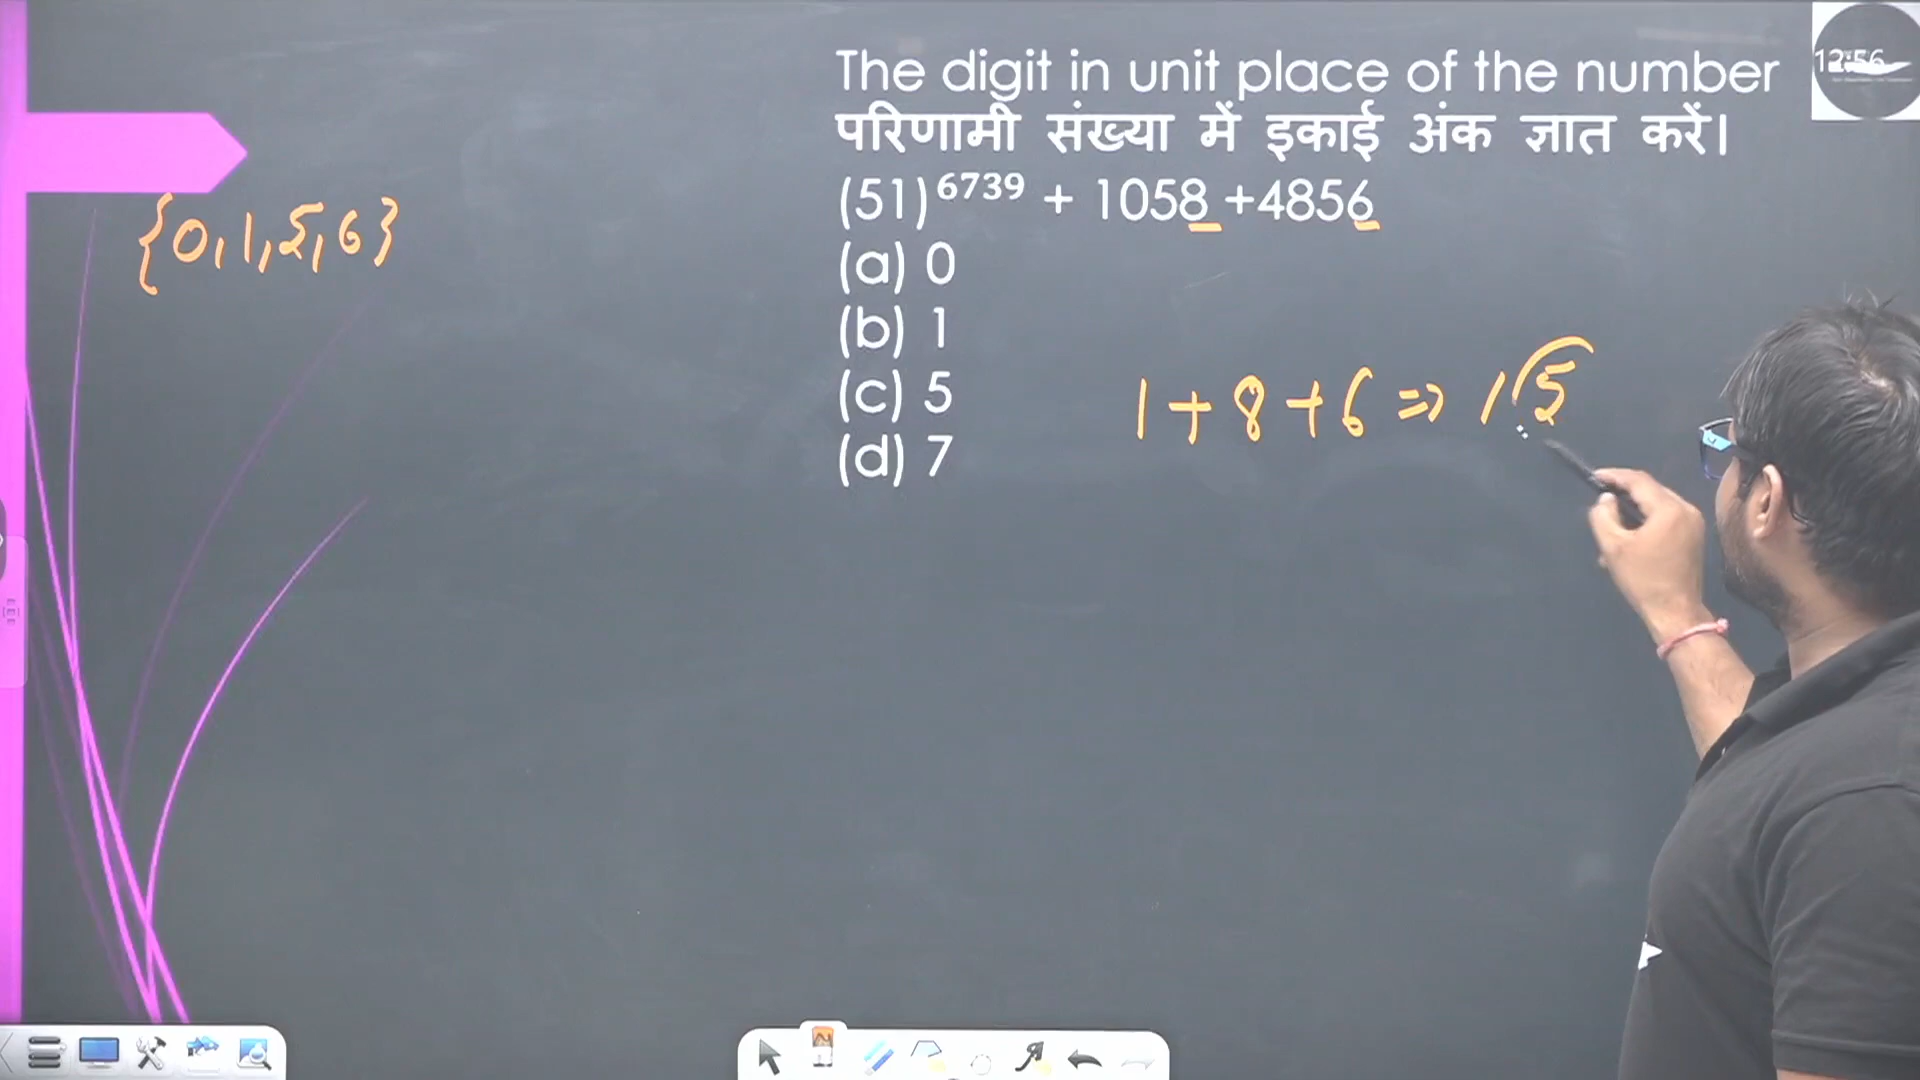 The digit in unit place of the number
12:56
परिणामी संख्या में इकाई अंक ज्ञात करें।
(51)^6739 + 1058 +4856
{0,1,5,6}
(a) 0
(b) 1
(c) 5
1+8+6 ⇒ 15
(d) 7